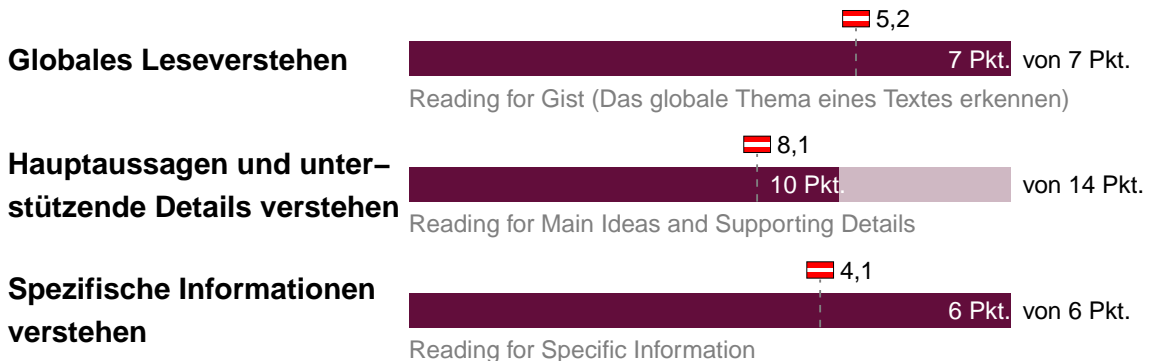 5,2
Globales Leseverstehen
7 Pkt. von 7 Pkt.
Reading for Gist (Das globale Thema eines Textes erkennen)
8,1
Hauptaussagen und unter–
stützende Details verstehen
10 Pkt. von 14 Pkt.
Reading for Main Ideas and Supporting Details
4,1
Spezifische Informationen
verstehen
6 Pkt. von 6 Pkt.
Reading for Specific Information